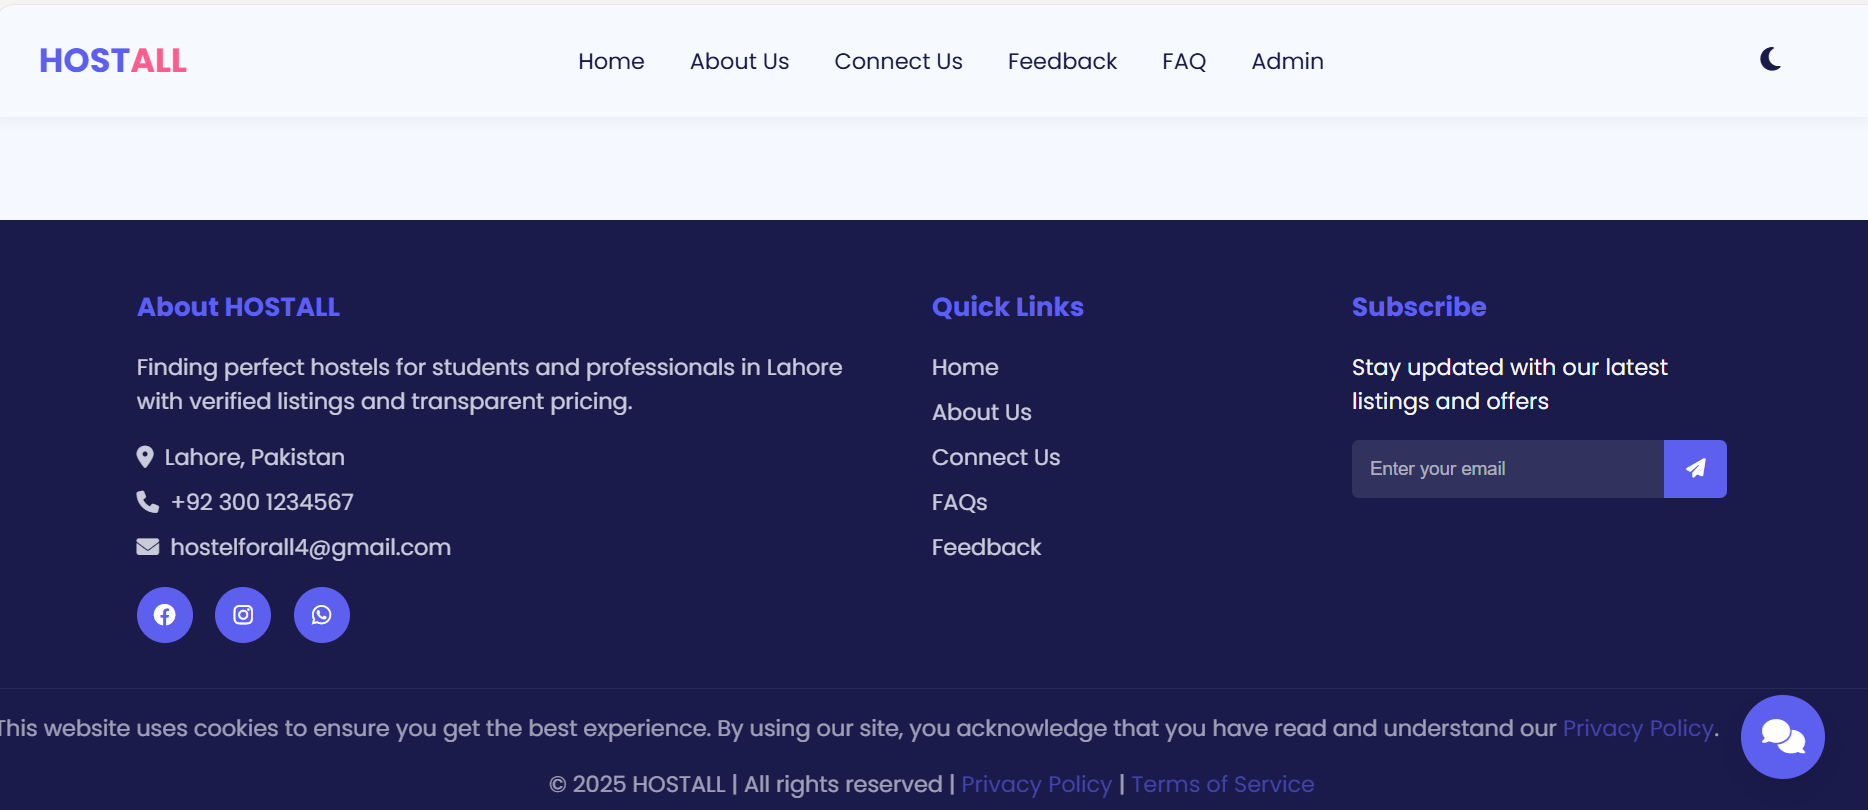 HOSTALL
Home
About Us
Connect Us
Feedback
FAQ
Admin
About HOSTALL
Finding perfect hostels for students and professionals in Lahore
with verified listings and transparent pricing.
Lahore, Pakistan
+92 300 1234567
hostelforall4@gmail.com
Quick Links
Home
About Us
Connect Us
FAQs
Feedback
Subscribe
Stay updated with our latest
listings and offers
Enter your email
This website uses cookies to ensure you get the best experience. By using our site, you acknowledge that you have read and understand our Privacy Policy.
© 2025 HOSTALL | All rights reserved | Privacy Policy | Terms of Service